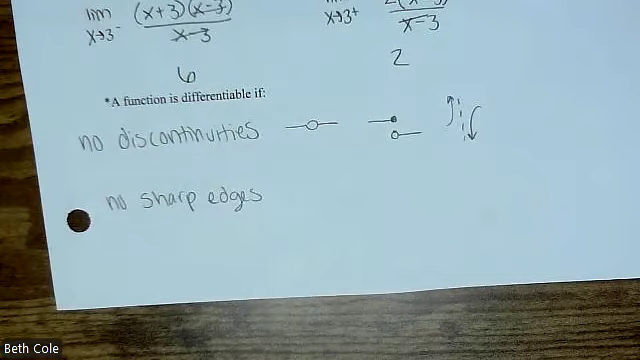 lim (x+3)(x-3)
x→3⁻ x-3
lim
x→3⁺ x-3
6
2
*A function is differentiable if:
no discontinuities
no sharp edges
Beth Cole